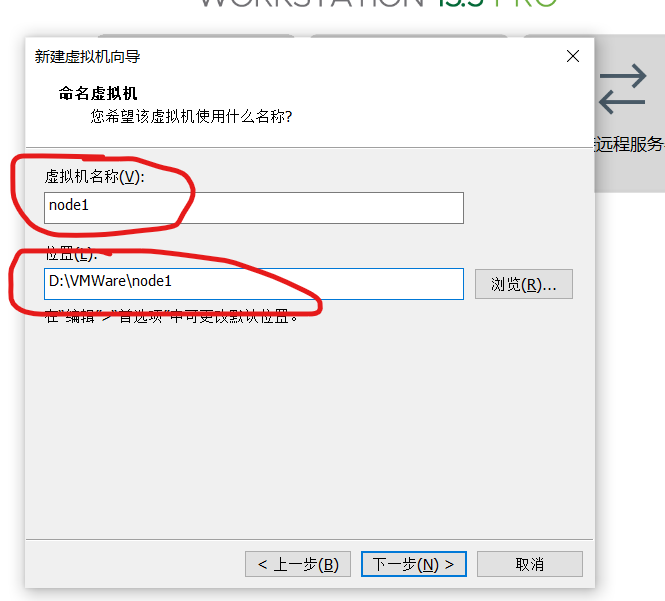 WORKSTATION 15.5 PRO
新建虚拟机向导
命名虚拟机
您希望该虚拟机使用什么名称?
远程服务
虚拟机名称(V):
node1
位置(L):
D:\VMWare\node1
浏览(R)...
在"编辑">"首选项"中可更改默认位置。
< 上一步(B)
下一步(N) >
取消